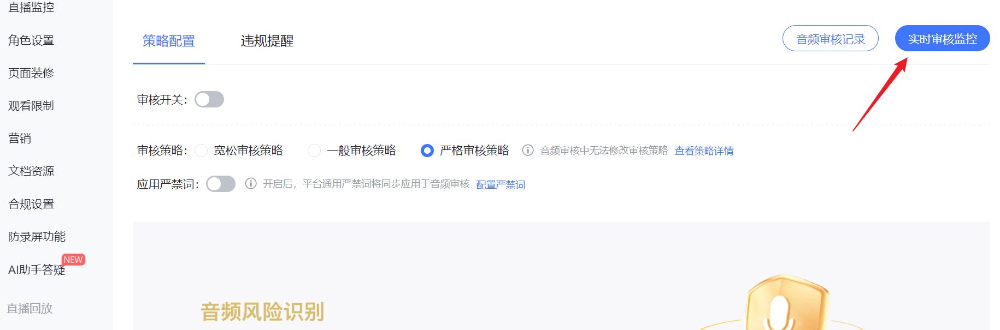 直播监控
角色设置
页面装修
观看限制
营销
文档资源
合规设置
防录屏功能
AI助手答疑 NEW
直播回放
策略配置 违规提醒 音频审核记录 实时审核监控
审核开关：
审核策略： 宽松审核策略 一般审核策略 严格审核策略 音频审核中无法修改审核策略 查看策略详情
应用严禁词： 开启后，平台通用严禁词将同步应用于音频审核 配置严禁词
音频风险识别